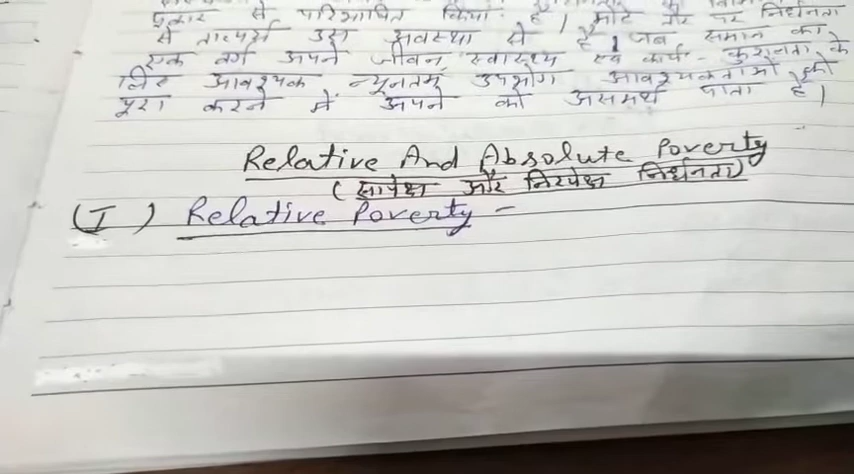 प्रकार से परिभाषित किया है। मोटे तौर पर निर्धनता
से तात्पर्य उस अवस्था से है। जब समाज का
एक वर्ग अपने जीवन, स्वास्थ्य एवं कार्य-कुशलता के
लिए आवश्यक न्यूनतम उपभोग आवश्यकताओं को
पूरा करने में अपने को असमर्थ पाता है।
Relative And Absolute Poverty
(सापेक्ष और निरपेक्ष निर्धनता)
(I) Relative Poverty -